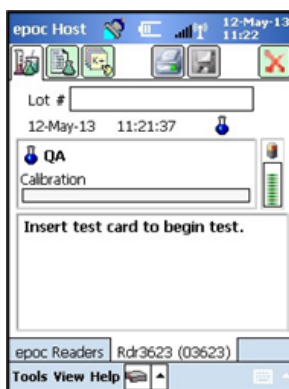 epoc Host 12-May-13 11:22
Lot #
12-May-13 11:21:37
QA
Calibration
Insert test card to begin test.
epoc Readers Rdr3623 (03623)
Tools View Help